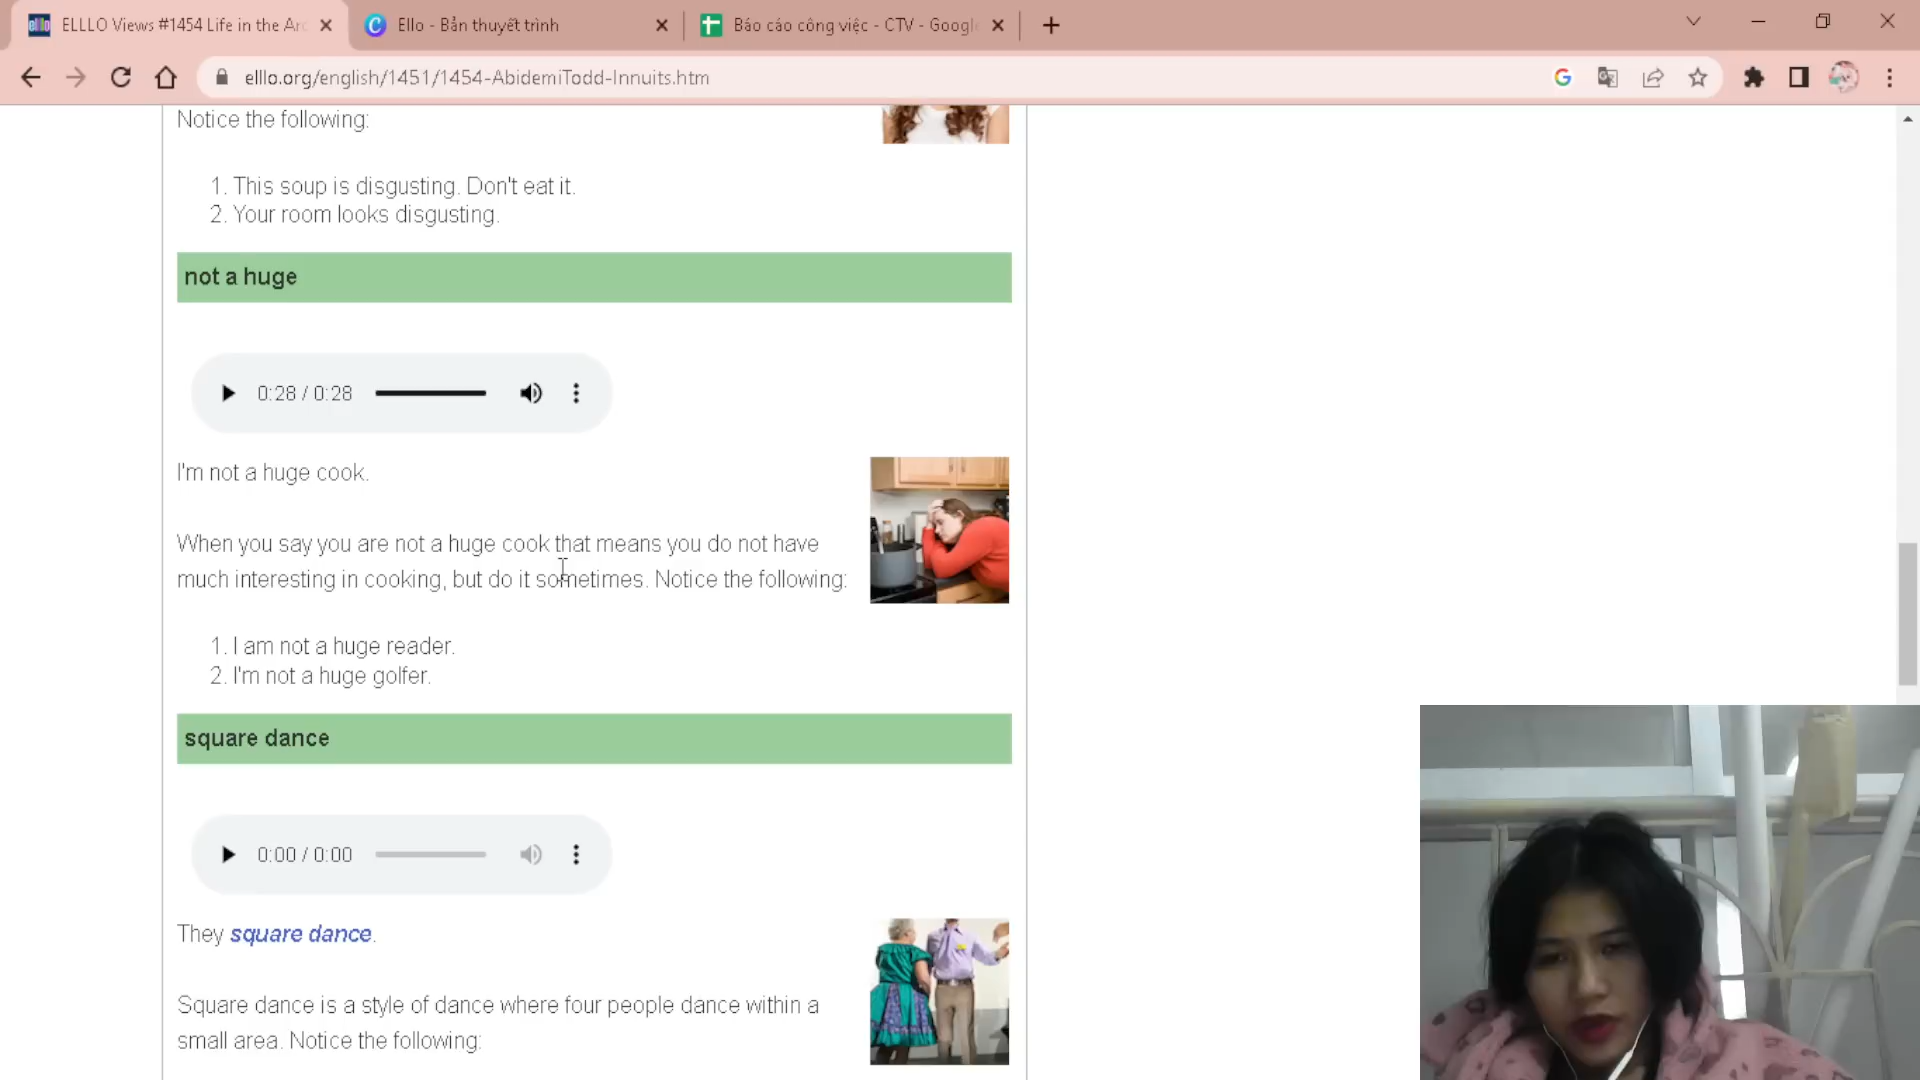 ELLLO Views #1454 Life in the Arc
Ello - Bản thuyết trình
Báo cáo công việc - CTV - Googl
elllo.org/english/1451/1454-AbidemiTodd-Innuits.htm
Notice the following:
1. This soup is disgusting. Don't eat it.
2. Your room looks disgusting.
not a huge
0:28 / 0:28
I'm not a huge cook.
When you say you are not a huge cook that means you do not have
much interesting in cooking, but do it sometimes. Notice the following:
1. I am not a huge reader.
2. I'm not a huge golfer.
square dance
0:00 / 0:00
They square dance.
Square dance is a style of dance where four people dance within a
small area. Notice the following: